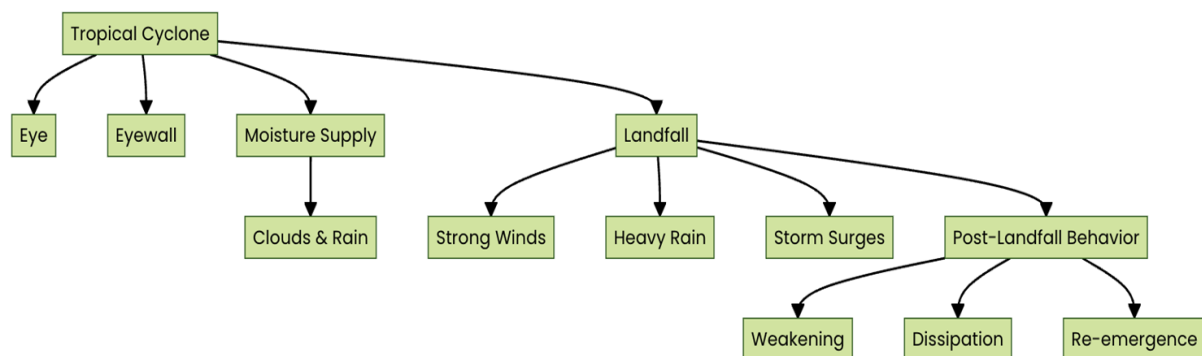 Tropical Cyclone
Eye
Eyewall
Moisture Supply
Landfall
Clouds & Rain
Strong Winds
Heavy Rain
Storm Surges
Post-Landfall Behavior
Weakening
Dissipation
Re-emergence